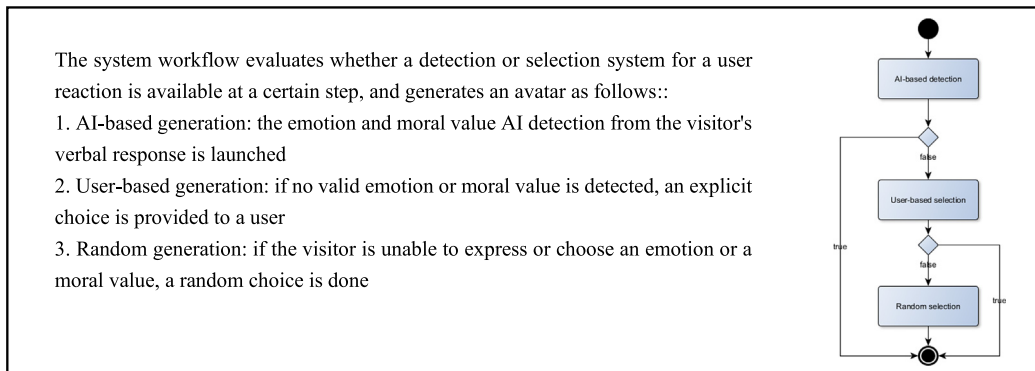 The system workflow evaluates whether a detection or selection system for a user
reaction is available at a certain step, and generates an avatar as follows::
1. AI-based generation: the emotion and moral value AI detection from the visitor's
verbal response is launched
2. User-based generation: if no valid emotion or moral value is detected, an explicit
choice is provided to a user
3. Random generation: if the visitor is unable to express or choose an emotion or a
moral value, a random choice is done
AI-based detection
false
User-based selection
true
false
Random selection
true